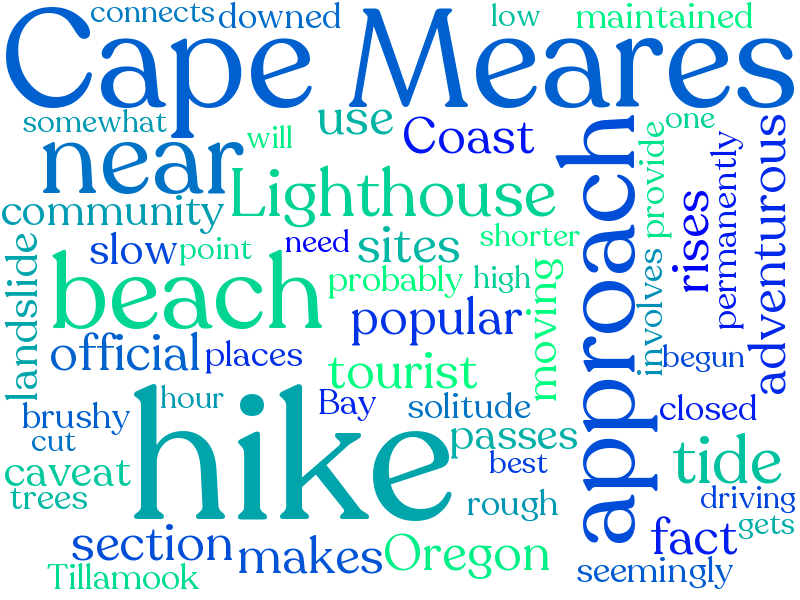 connects downed low maintained
Cape Meares
somewhat will use Coast one
near Lighthouse
community
approach
provide
permanently
adventurous
rises
involves
landslide
slow point need sites shorter
beach probably high
moving
popular
official places tourist begun
hike
brushy hour Bay solitude closed
cut passes best
caveat tide
trees rough driving
section makes Oregon fact gets
Tillamook seemingly